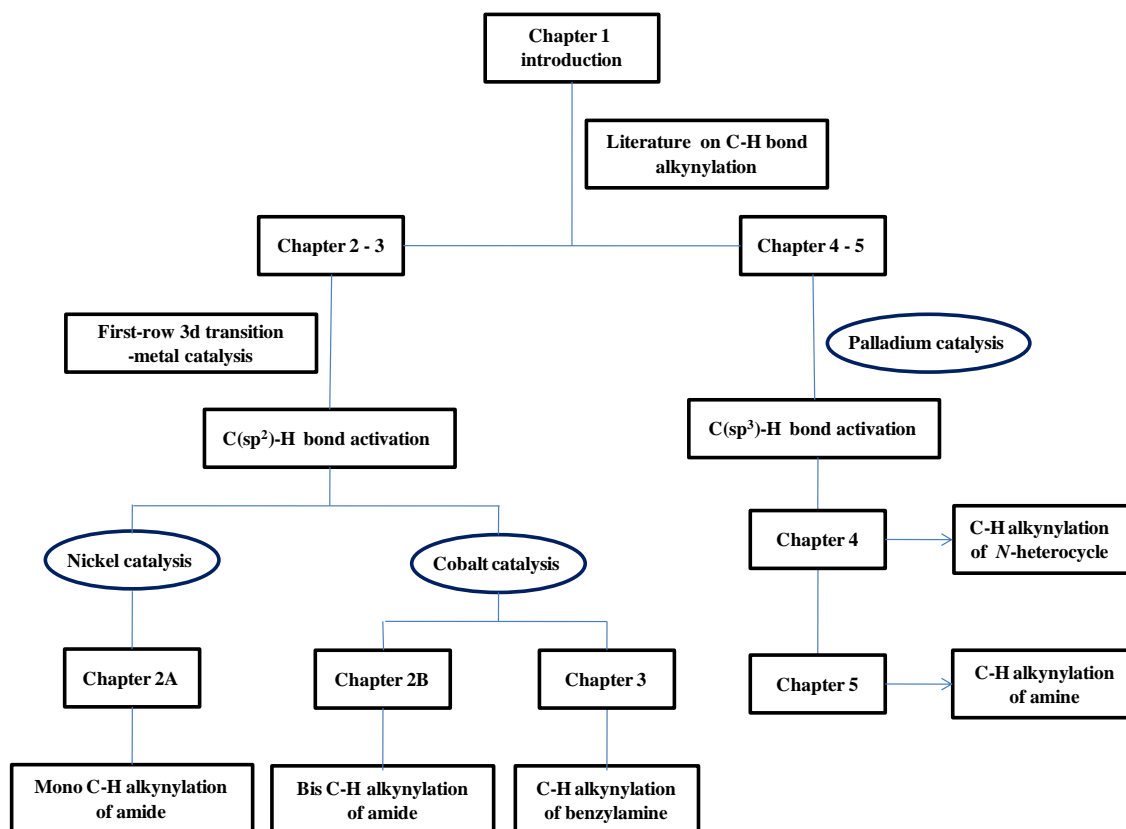 Chapter 1
introduction
Literature on C-H bond
alkynylation
Chapter 2 - 3
Chapter 4 - 5
First-row 3d transition
-metal catalysis
Palladium catalysis
C(sp²)-H bond activation
C(sp³)-H bond activation
Nickel catalysis
Cobalt catalysis
Chapter 4
C-H alkynylation
of N-heterocycle
Chapter 2A
Chapter 2B
Chapter 3
Chapter 5
C-H alkynylation
of amine
Mono C-H alkynylation
of amide
Bis C-H alkynylation
of amide
C-H alkynylation
of benzylamine